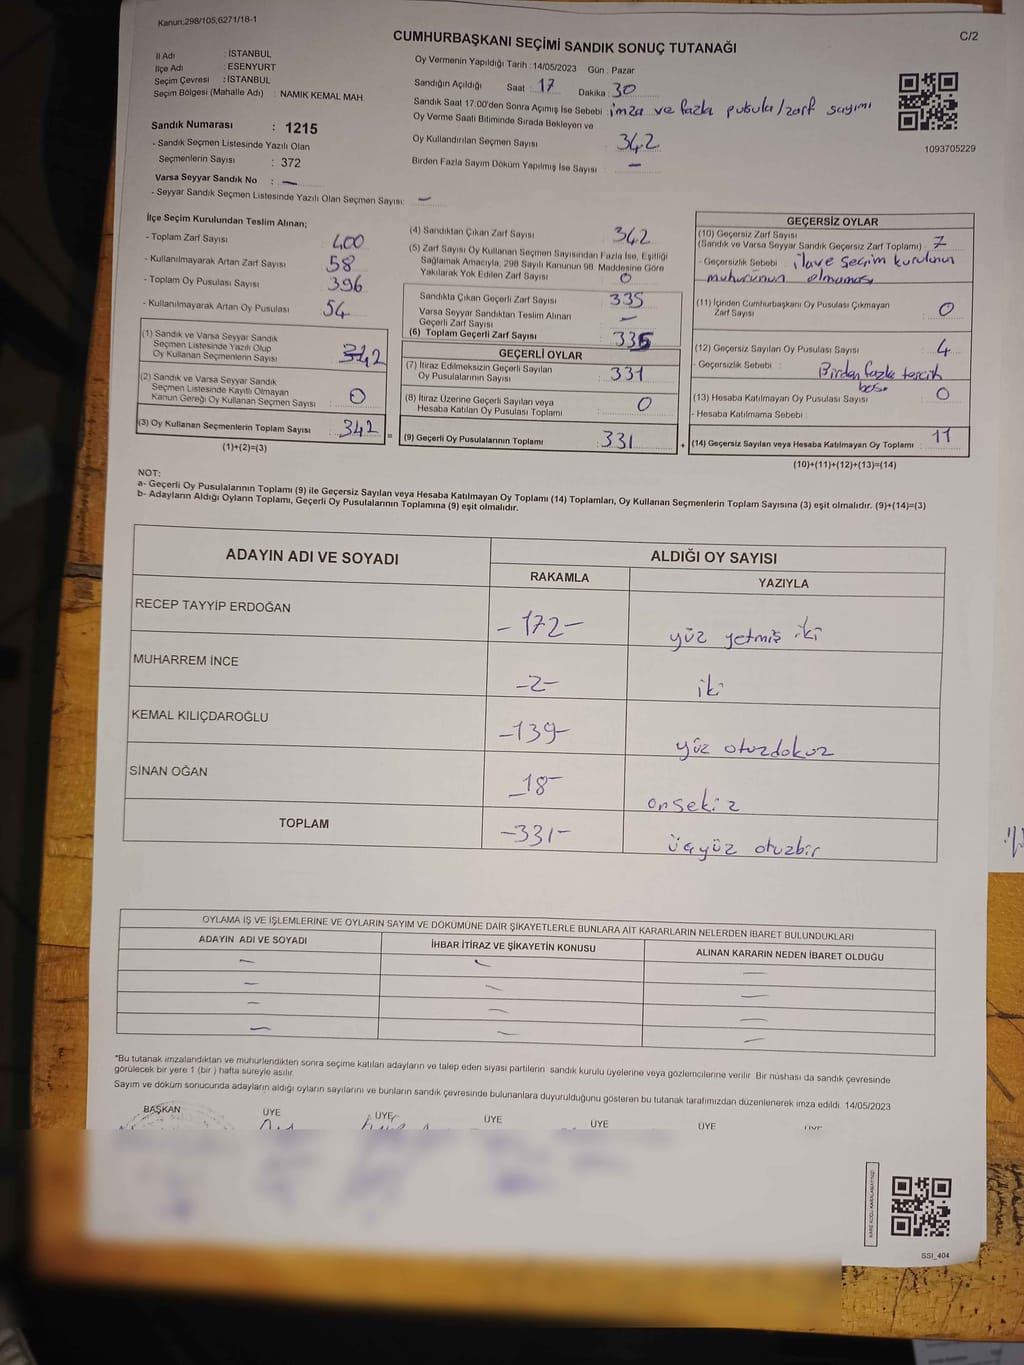 Kanun:298/105,6271/18-1
C/2
CUMHURBAŞKANI SEÇİMİ SANDIK SONUÇ TUTANAĞI
İl Adı : İSTANBUL
İlçe Adı : ESENYURT
Seçim Çevresi : İSTANBUL
Seçim Bölgesi (Mahalle Adı) : NAMIK KEMAL MAH.
Sandık Numarası : 1215
- Sandık Seçmen Listesinde Yazılı Olan
Seçmenlerin Sayısı : 372
Varsa Seyyar Sandık No : —
- Seyyar Sandık Seçmen Listesinde Yazılı Olan Seçmen Sayısı: —
Oy Vermenin Yapıldığı Tarih : 14/05/2023 Gün : Pazar
Sandığın Açıldığı Saat : 17 Dakika : 30
Sandık Saat 17:00'den Sonra Açılmış İse Sebebi : imza ve fazla pusula/zarf sayımı
Oy Verme Saati Bitiminde Sırada Bekleyen ve
Oy Kullandırılan Seçmen Sayısı : 342
Birden Fazla Sayım Döküm Yapılmış İse Sayısı : —
1093705229
İlçe Seçim Kurulundan Teslim Alınan;
- Toplam Zarf Sayısı : 400
- Kullanılmayarak Artan Zarf Sayısı : 58
- Toplam Oy Pusulası Sayısı : 396
- Kullanılmayarak Artan Oy Pusulası : 54
(1) Sandık ve Varsa Seyyar Sandık
Seçmen Listesinde Yazılı Olup
Oy Kullanan Seçmenlerin Sayısı : 342
(2) Sandık ve Varsa Seyyar Sandık
Seçmen Listesinde Kayıtlı Olmayan
Kanun Gereği Oy Kullanan Seçmen Sayısı : 0
(3) Oy Kullanan Seçmenlerin Toplam Sayısı : 342
(1)+(2)=(3)
=
(4) Sandıktan Çıkan Zarf Sayısı : 342
(5) Zarf Sayısı Oy Kullanan Seçmen Sayısından Fazla İse, Eşitliği
Sağlamak Amacıyla, 298 Sayılı Kanunun 98. Maddesine Göre
Yakılarak Yok Edilen Zarf Sayısı : 0
Sandıkta Çıkan Geçerli Zarf Sayısı : 335
Varsa Seyyar Sandıktan Teslim Alınan
Geçerli Zarf Sayısı : —
(6) Toplam Geçerli Zarf Sayısı : 335
GEÇERLİ OYLAR
(7) İtiraz Edilmeksizin Geçerli Sayılan
Oy Pusulalarının Sayısı : 331
(8) İtiraz Üzerine Geçerli Sayılan veya
Hesaba Katılan Oy Pusulası Toplamı : 0
(9) Geçerli Oy Pusulalarının Toplamı : 331
+
GEÇERSİZ OYLAR
(10) Geçersiz Zarf Sayısı
(Sandık ve Varsa Seyyar Sandık Geçersiz Zarf Toplamı) : 7
- Geçersizlik Sebebi : ilave seçim kurulunun
muhurunun olmaması
(11) İçinden Cumhurbaşkanı Oy Pusulası Çıkmayan
Zarf Sayısı : 0
(12) Geçersiz Sayılan Oy Pusulası Sayısı : 4
- Geçersizlik Sebebi : Birden fazla tercih
boş.
(13) Hesaba Katılmayan Oy Pusulası Sayısı : 0
- Hesaba Katılmama Sebebi :
(14) Geçersiz Sayılan veya Hesaba Katılmayan Oy Toplamı : 11
(10)+(11)+(12)+(13)=(14)
NOT:
a- Geçerli Oy Pusulalarının Toplamı (9) ile Geçersiz Sayılan veya Hesaba Katılmayan Oy Toplamı (14) Toplamları, Oy Kullanan Seçmenlerin Toplam Sayısına (3) eşit olmalıdır. (9)+(14)=(3)
b- Adayların Aldığı Oyların Toplamı, Geçerli Oy Pusulalarının Toplamına (9) eşit olmalıdır.
ADAYIN ADI VE SOYADI
ALDIĞI OY SAYISI
RAKAMLA YAZIYLA
RECEP TAYYİP ERDOĞAN -172- yüz yetmiş iki
MUHARREM İNCE -2- iki
KEMAL KILIÇDAROĞLU -139- yüz otuzdokuz
SİNAN OĞAN -18- onsekiz
TOPLAM -331- üçyüz otuzbir
OYLAMA İŞ VE İŞLEMLERİNE VE OYLARIN SAYIM VE DÖKÜMÜNE DAİR ŞİKAYETLERLE BUNLARA AİT KARARLARIN NELERDEN İBARET BULUNDUKLARI
ADAYIN ADI VE SOYADI İHBAR İTİRAZ VE ŞİKAYETİN KONUSU ALINAN KARARIN NEDEN İBARET OLDUĞU
— — —
— — —
— — —
— — —
*Bu tutanak imzalandıktan ve mühürlendikten sonra seçime katılan adayların ve talep eden siyasi partilerin sandık kurulu üyelerine veya gözlemcilerine verilir. Bir nüshası da sandık çevresinde
görülecek bir yere 1 (bir) hafta süreyle asılır.
Sayım ve döküm sonucunda adayların aldığı oyların sayılarını ve bunların sandık çevresinde bulunanlara duyurulduğunu gösteren bu tutanak tarafımızdan düzenlenerek imza edildi. 14/05/2023
BAŞKAN ÜYE ÜYE ÜYE ÜYE ÜYE ÜYE
SSI_404